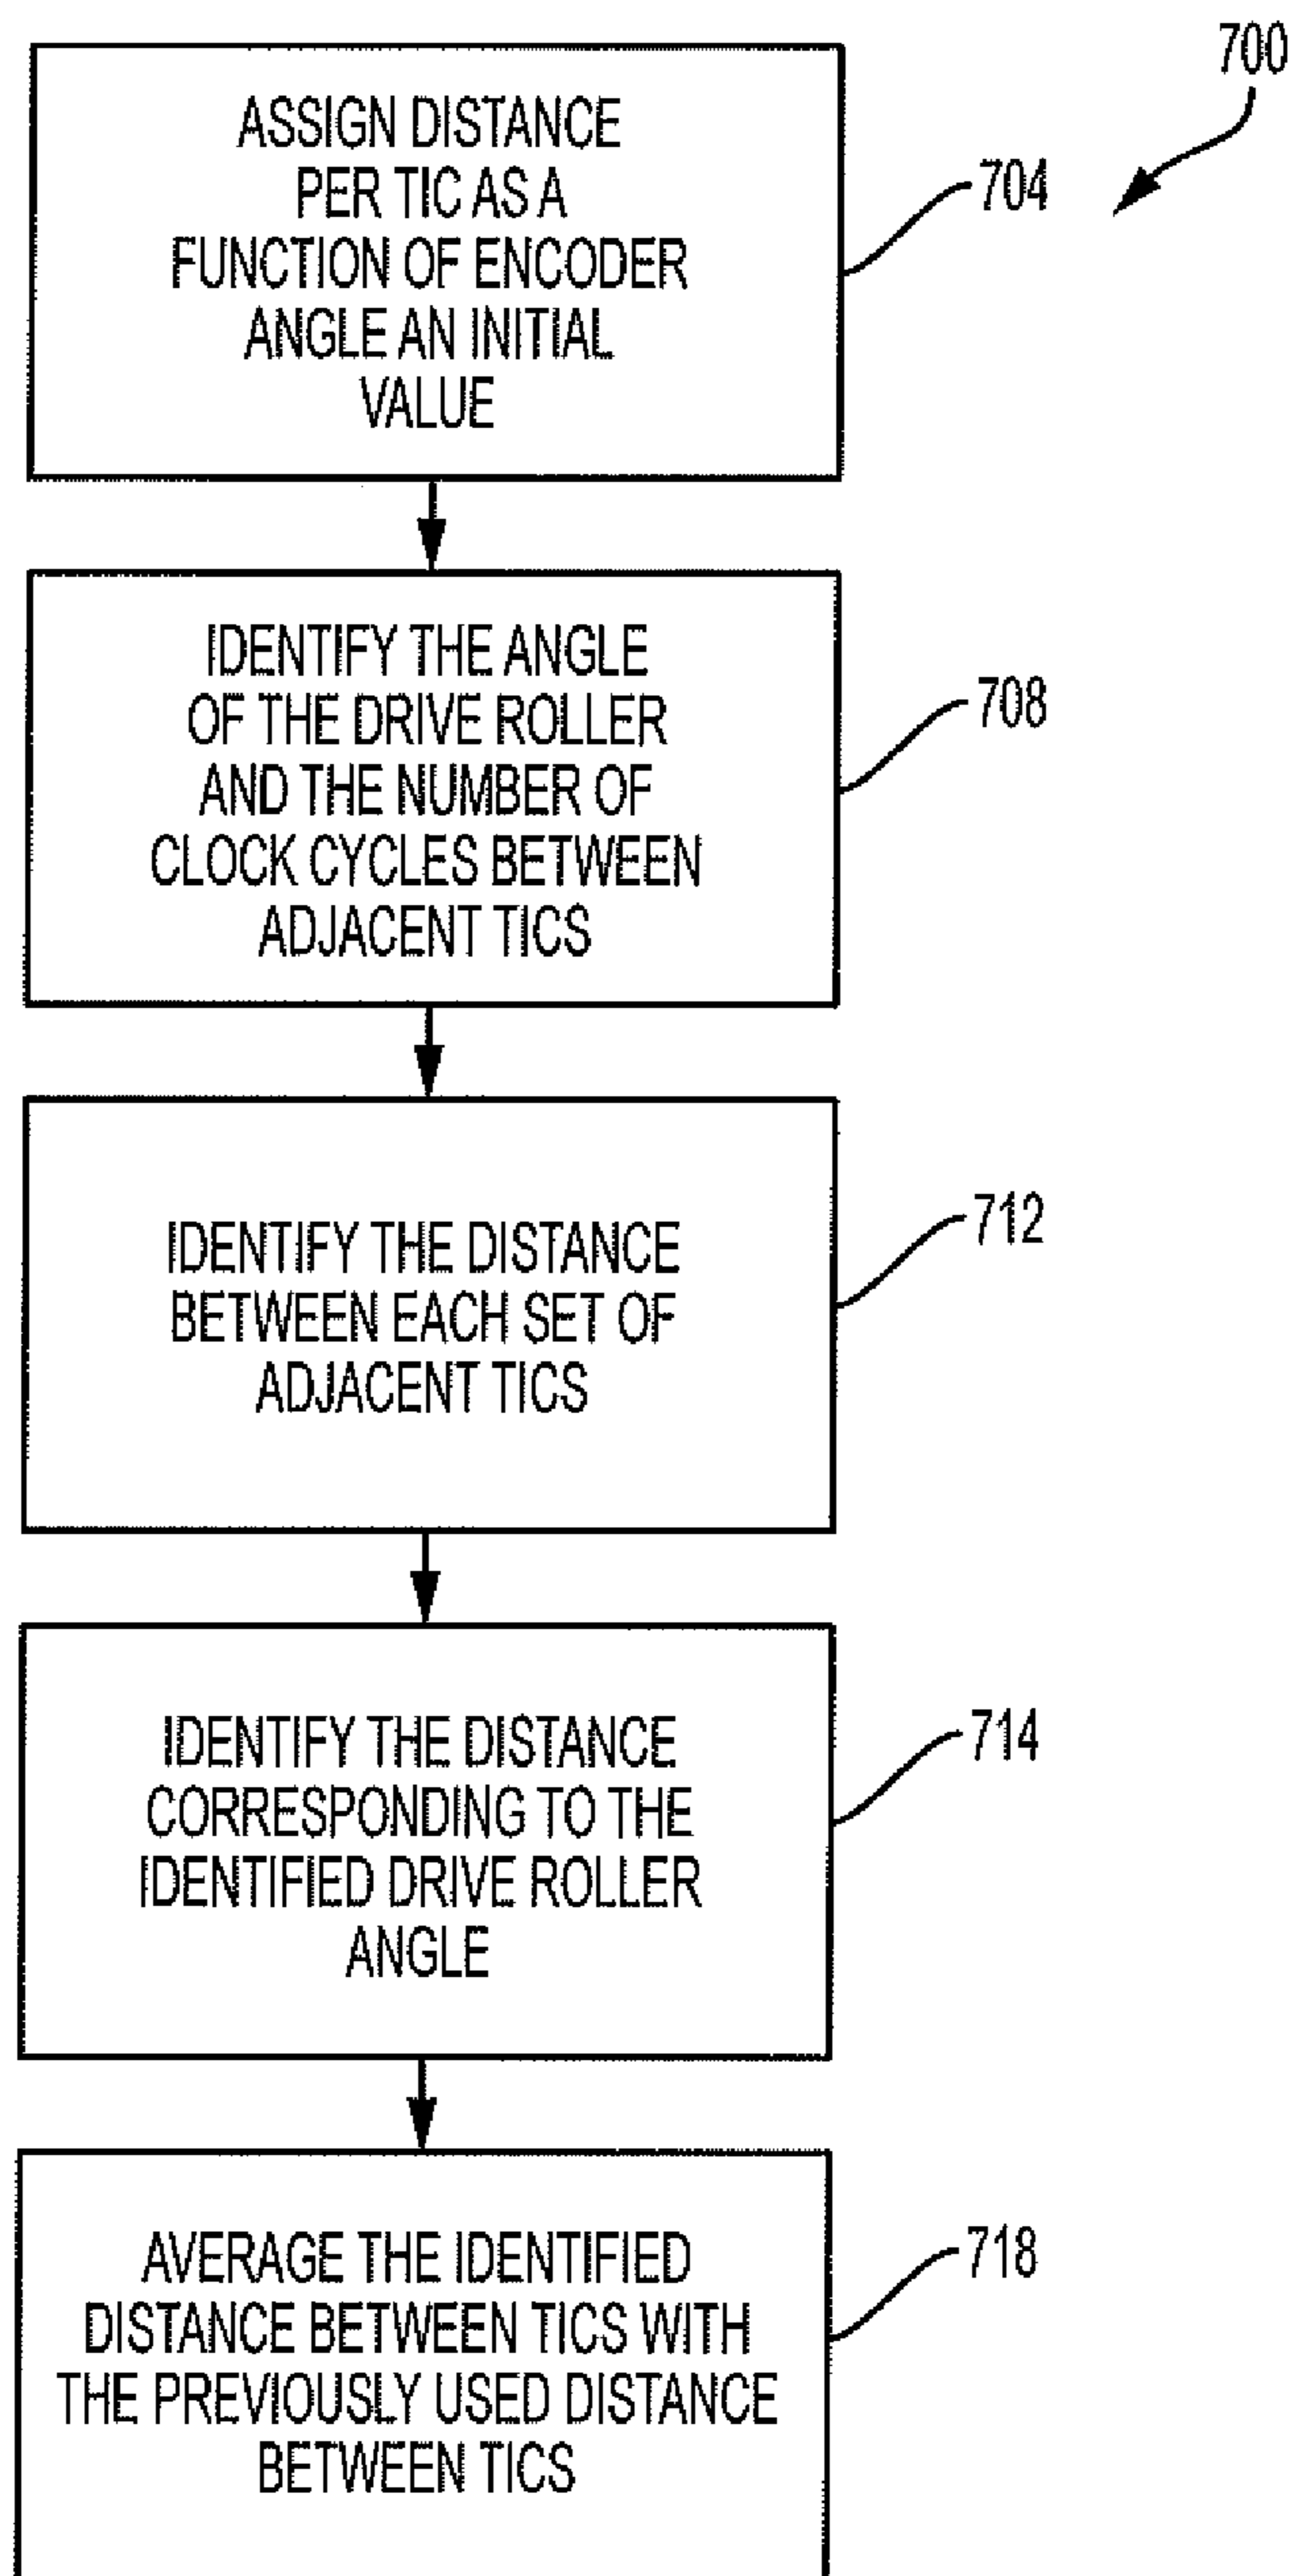 700
ASSIGN DISTANCE
PER TIC AS A
FUNCTION OF ENCODER
ANGLE AN INITIAL
VALUE
704
IDENTIFY THE ANGLE
OF THE DRIVE ROLLER
AND THE NUMBER OF
CLOCK CYCLES BETWEEN
ADJACENT TICS
708
IDENTIFY THE DISTANCE
BETWEEN EACH SET OF
ADJACENT TICS
712
IDENTIFY THE DISTANCE
CORRESPONDING TO THE
IDENTIFIED DRIVE ROLLER
ANGLE
714
AVERAGE THE IDENTIFIED
DISTANCE BETWEEN TICS WITH
THE PREVIOUSLY USED DISTANCE
BETWEEN TICS
718